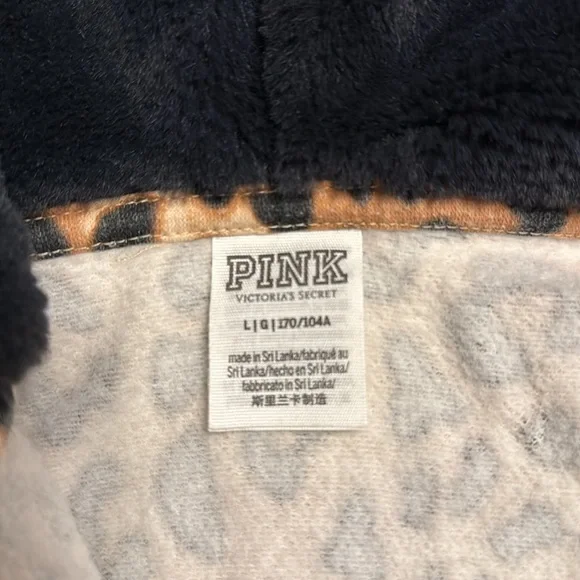 PINK
VICTORIA'S SECRET
L | G | 170/104A
made in Sri Lanka/fabriqué au
Sri Lanka/hecho en Sri Lanka/
fabbricato in Sri Lanka/
斯里兰卡制造